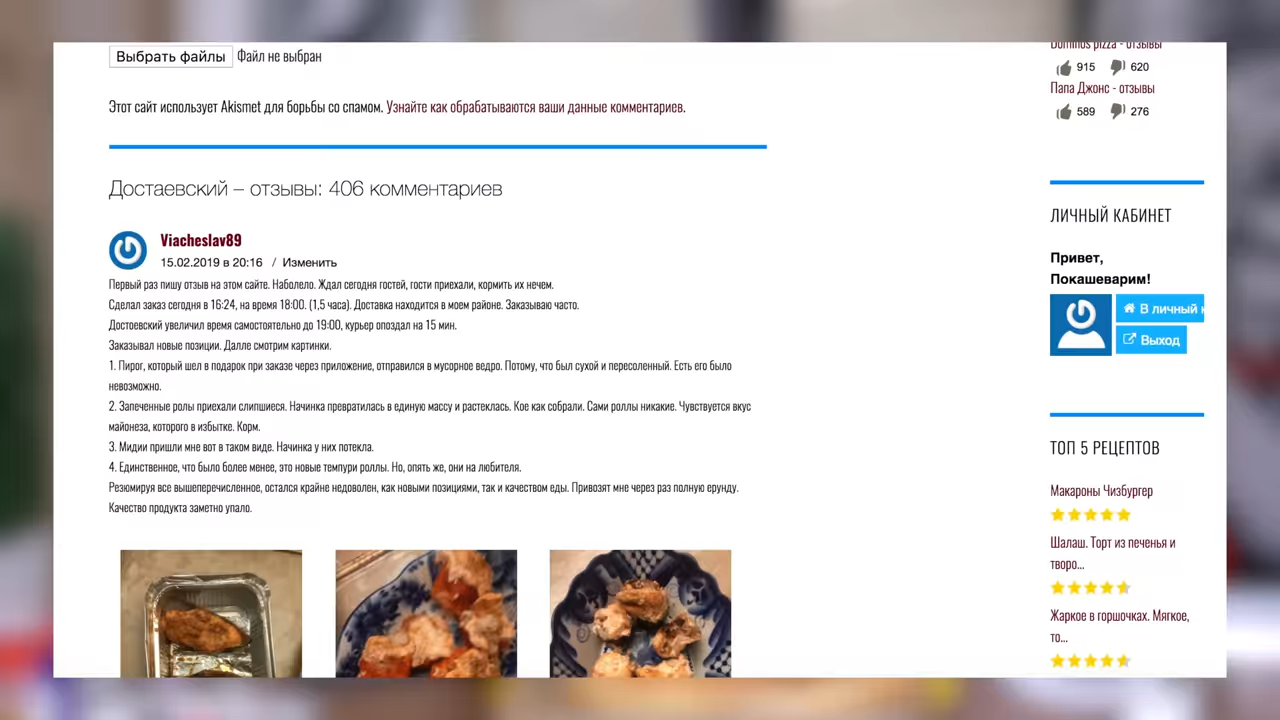 Выбрать файлы Файл не выбран
Этот сайт использует Akismet для борьбы со спамом. Узнайте как обрабатываются ваши данные комментариев.
Достаевский – отзывы: 406 комментариев
Viacheslav89
15.02.2019 в 20:16 / Изменить
Первый раз пишу отзыв на этом сайте. Наболело. Ждал сегодня гостей, гости приехали, кормить их нечем.
Сделал заказ сегодня в 16:24, на время 18:00. (1,5 часа). Доставка находится в моем районе. Заказываю часто.
Достоевский увеличил время самостоятельно до 19:00, курьер опоздал на 15 мин.
Заказывал новые позиции. Далле смотрим картинки.
1. Пирог, который шел в подарок при заказе через приложение, отправился в мусорное ведро. Потому, что был сухой и пересоленный. Есть его было
невозможно.
2. Запеченные ролы приехали слипшиеся. Начинка превратилась в единую массу и растеклась. Кое как собрали. Сами роллы никакие. Чувствуется вкус
майонеза, которого в избытке. Корм.
3. Мидии пришли мне вот в таком виде. Начинка у них потекла.
4. Единственное, что было более менее, это новые темпури роллы. Но, опять же, они на любителя.
Резюмируя все вышеперечисленное, остался крайне недоволен, как новыми позициями, так и качеством еды. Привозят мне через раз полную ерунду.
Качество продукта заметно упало.
Dominos pizza - отзывы
915 620
Папа Джонс - отзывы
589 276
ЛИЧНЫЙ КАБИНЕТ
Привет,
Покашеварим!
В личный к
Выход
ТОП 5 РЕЦЕПТОВ
Макароны Чизбургер
Шалаш. Торт из печенья и
творо...
Жаркое в горшочках. Мягкое,
то...